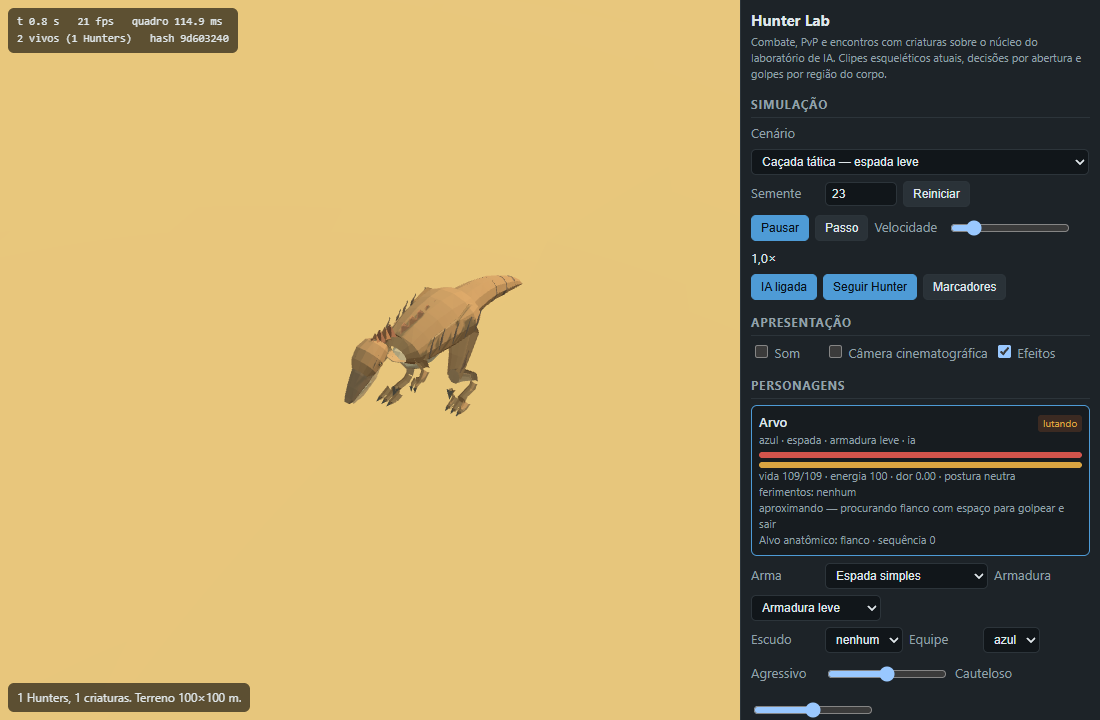 t 0.8 s   21 fps   quadro 114.9 ms
2 vivos (1 Hunters)   hash 9d603240
1 Hunters, 1 criaturas. Terreno 100×100 m.
Hunter Lab
Combate, PvP e encontros com criaturas sobre o núcleo do
laboratório de IA. Clipes esqueléticos atuais, decisões por abertura e
golpes por região do corpo.
SIMULAÇÃO
Cenário
Caçada tática — espada leve
Semente 23 Reiniciar
Pausar Passo Velocidade
1,0×
IA ligada Seguir Hunter Marcadores
APRESENTAÇÃO
Som Câmera cinematográfica Efeitos
PERSONAGENS
Arvo lutando
azul · espada · armadura leve · ia
vida 109/109 · energia 100 · dor 0.00 · postura neutra
ferimentos: nenhum
aproximando — procurando flanco com espaço para golpear e
sair
Alvo anatômico: flanco · sequência 0
Arma Espada simples Armadura
Armadura leve
Escudo nenhum Equipe azul
Agressivo Cauteloso